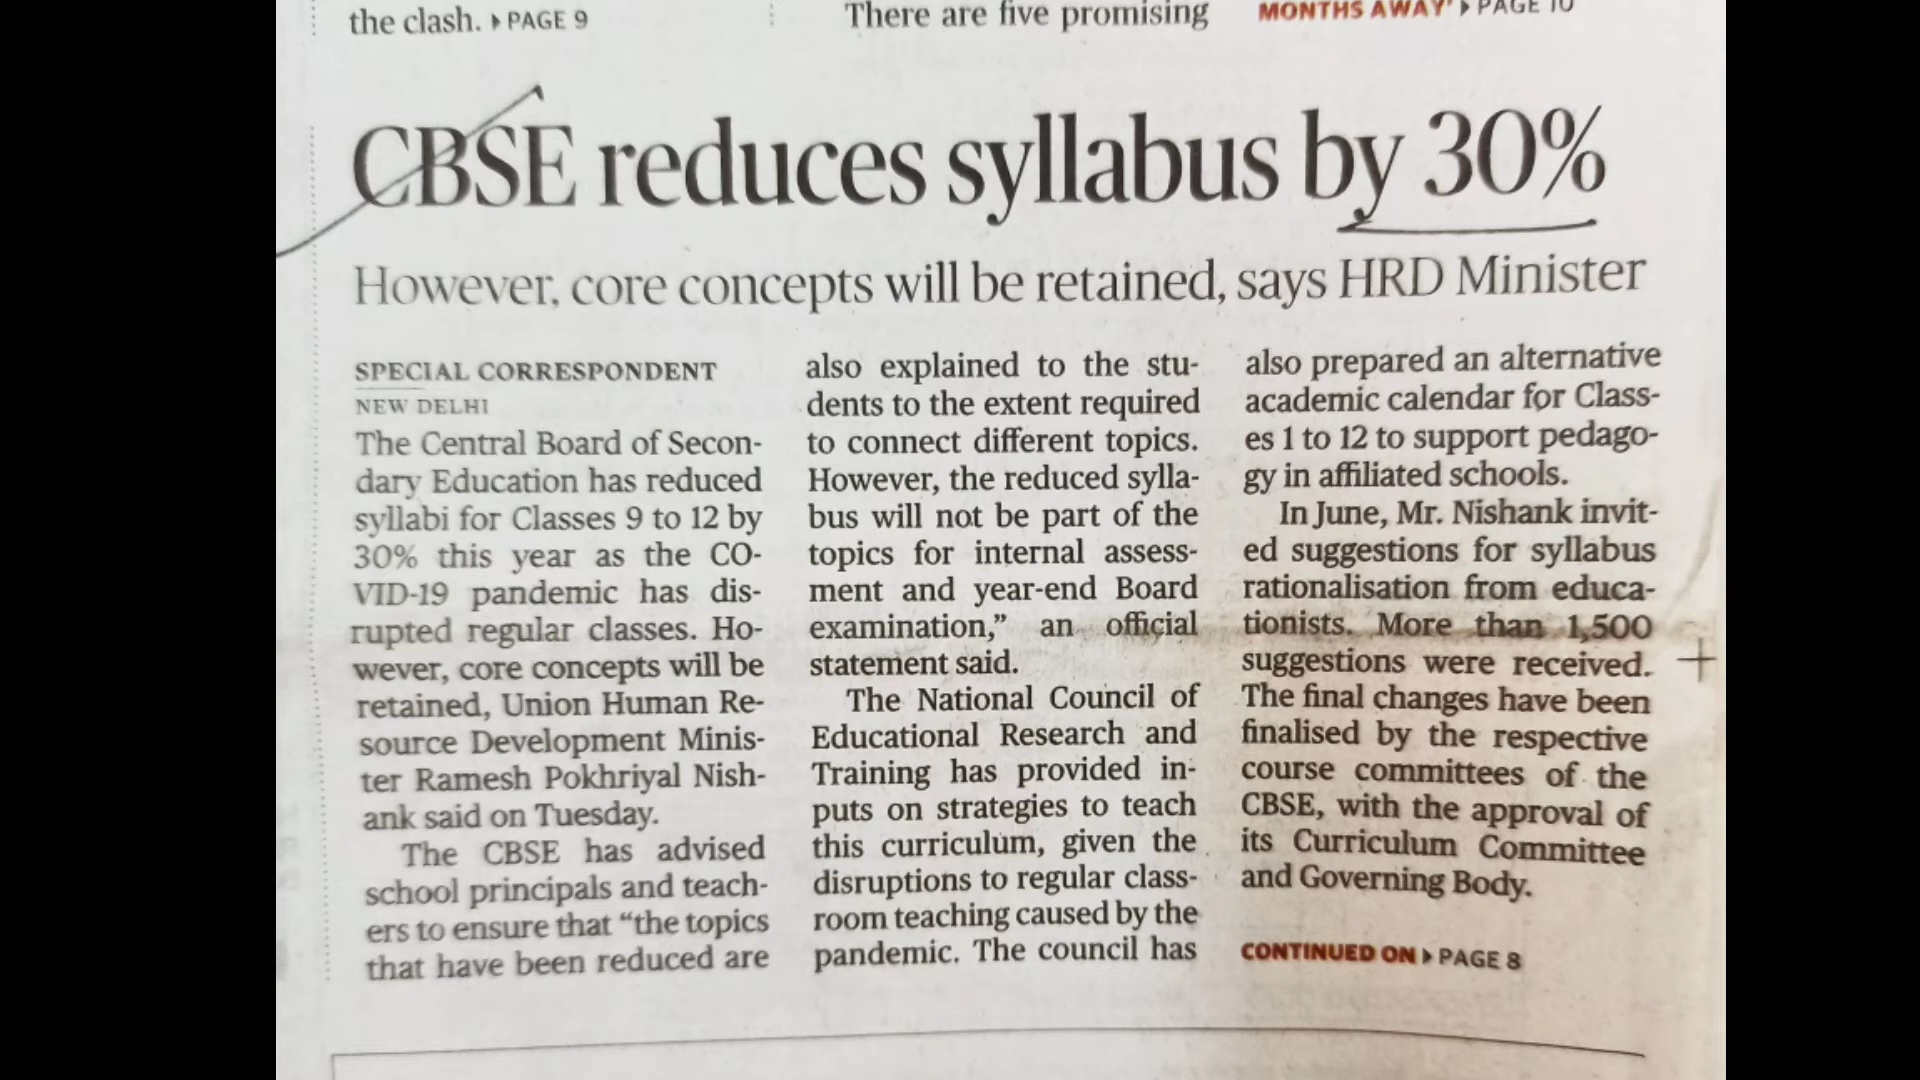 the clash. ▸ PAGE 9
There are five promising
MONTHS AWAY’ ▸ PAGE 10
CBSE reduces syllabus by 30%
However, core concepts will be retained, says HRD Minister
SPECIAL CORRESPONDENT
NEW DELHI
The Central Board of Secon-
dary Education has reduced
syllabi for Classes 9 to 12 by
30% this year as the CO-
VID-19 pandemic has dis-
rupted regular classes. Ho-
wever, core concepts will be
retained, Union Human Re-
source Development Minis-
ter Ramesh Pokhriyal Nish-
ank said on Tuesday.
The CBSE has advised
school principals and teach-
ers to ensure that “the topics
that have been reduced are
also explained to the stu-
dents to the extent required
to connect different topics.
However, the reduced sylla-
bus will not be part of the
topics for internal assess-
ment and year-end Board
examination,” an official
statement said.
The National Council of
Educational Research and
Training has provided in-
puts on strategies to teach
this curriculum, given the
disruptions to regular class-
room teaching caused by the
pandemic. The council has
also prepared an alternative
academic calendar for Class-
es 1 to 12 to support pedago-
gy in affiliated schools.
In June, Mr. Nishank invit-
ed suggestions for syllabus
rationalisation from educa-
tionists. More than 1,500
suggestions were received.
The final changes have been
finalised by the respective
course committees of the
CBSE, with the approval of
its Curriculum Committee
and Governing Body.
CONTINUED ON ▸ PAGE 8